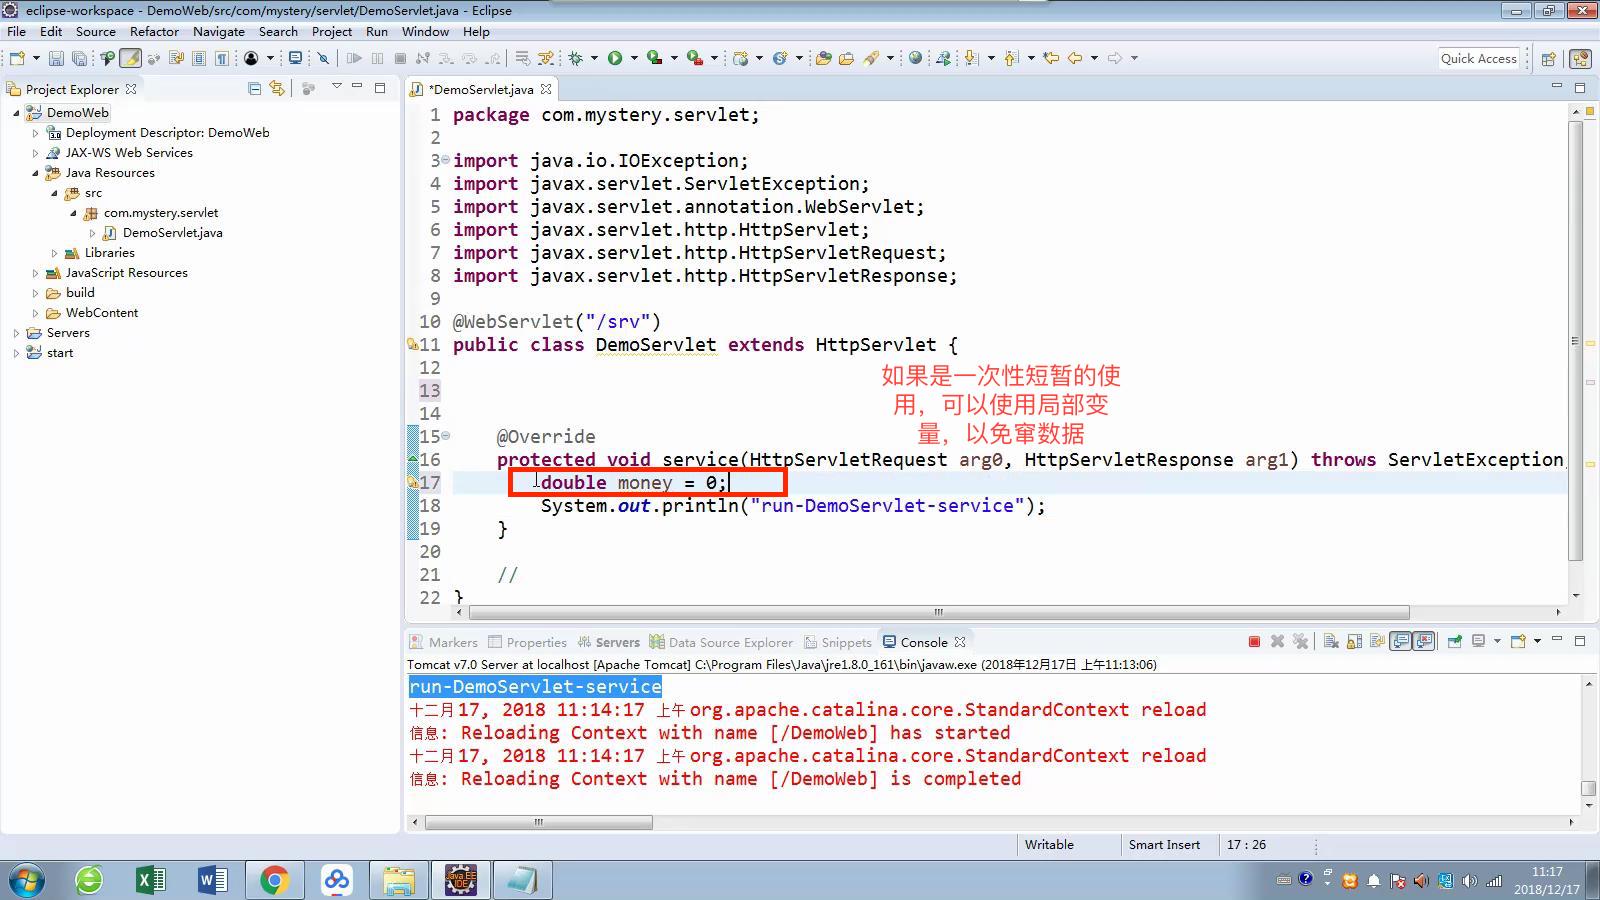 eclipse-workspace - DemoWeb/src/com/mystery/servlet/DemoServlet.java - Eclipse
File Edit Source Refactor Navigate Search Project Run Window Help
Quick Access
Project Explorer
DemoWeb
Deployment Descriptor: DemoWeb
JAX-WS Web Services
Java Resources
src
com.mystery.servlet
DemoServlet.java
Libraries
JavaScript Resources
build
WebContent
Servers
start
*DemoServlet.java
1 package com.mystery.servlet;
2
3 import java.io.IOException;
4 import javax.servlet.ServletException;
5 import javax.servlet.annotation.WebServlet;
6 import javax.servlet.http.HttpServlet;
7 import javax.servlet.http.HttpServletRequest;
8 import javax.servlet.http.HttpServletResponse;
9
10 @WebServlet("/srv")
11 public class DemoServlet extends HttpServlet {
12
如果是一次性短暂的使
13
用，可以使用局部变
14
量，以免窜数据
15 @Override
16 protected void service(HttpServletRequest arg0, HttpServletResponse arg1) throws ServletException,
17 double money = 0;
18 System.out.println("run-DemoServlet-service");
19 }
20
21 //
22 }
Markers Properties Servers Data Source Explorer Snippets Console
Tomcat v7.0 Server at localhost [Apache Tomcat] C:\Program Files\Java\jre1.8.0_161\bin\javaw.exe (2018年12月17日 上午11:13:06)
run-DemoServlet-service
十二月17, 2018 11:14:17 上午 org.apache.catalina.core.StandardContext reload
信息: Reloading Context with name [/DemoWeb] has started
十二月17, 2018 11:14:17 上午 org.apache.catalina.core.StandardContext reload
信息: Reloading Context with name [/DemoWeb] is completed
Writable Smart Insert 17 : 26
11:17
2018/12/17